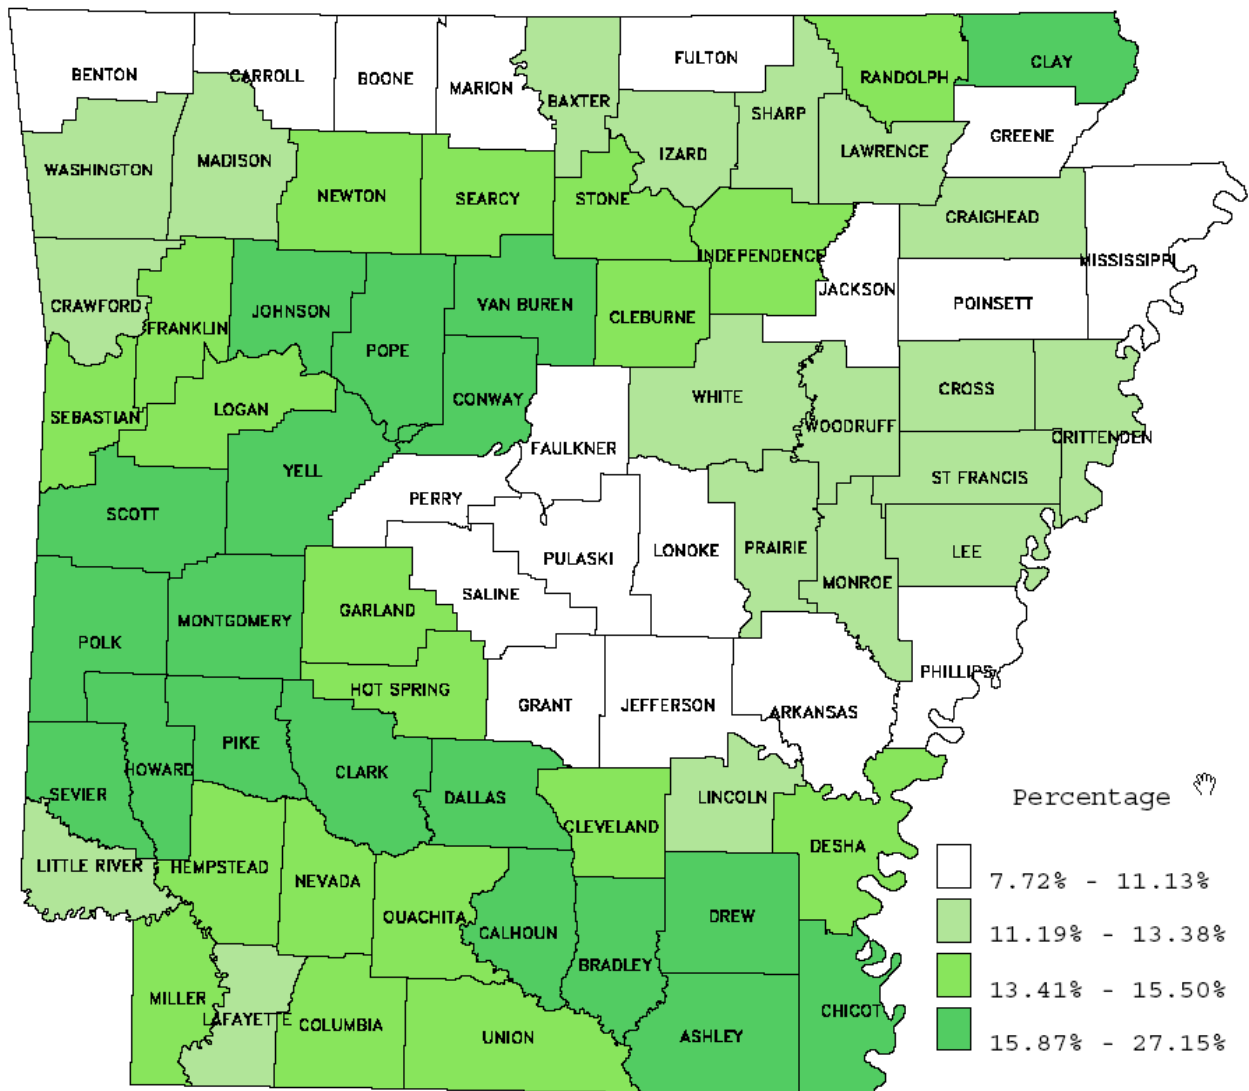 FULTON
CLAY
BENTON
CARROLL
BOONE
MARION
RANDOLPH
BAXTER
SHARP
GREENE
IZARD
LAWRENCE
WASHINGTON
MADISON
NEWTON
SEARCY
STONE
CRAIGHEAD
INDEPENDENCE
MISSISSIPPI
JACKSON
POINSETT
CRAWFORD
JOHNSON
VAN BUREN
CLEBURNE
FRANKLIN
POPE
CROSS
WHITE
CONWAY
LOGAN
SEBASTIAN
WOODRUFF
CRITTENDEN
FAULKNER
YELL
ST FRANCIS
PERRY
SCOTT
PULASKI
LONOKE
PRAIRIE
LEE
MONROE
SALINE
GARLAND
MONTGOMERY
POLK
PHILLIPS
HOT SPRING
GRANT
JEFFERSON
ARKANSAS
PIKE
HOWARD
CLARK
SEVIER
DALLAS
LINCOLN
Percentage
CLEVELAND
DESHA
LITTLE RIVER
HEMPSTEAD
NEVADA
7.72% - 11.13%
OUACHITA
DREW
CALHOUN
11.19% - 13.38%
BRADLEY
13.41% - 15.50%
MILLER
CHICOT
LAFAYETTE
COLUMBIA
UNION
ASHLEY
15.87% - 27.15%